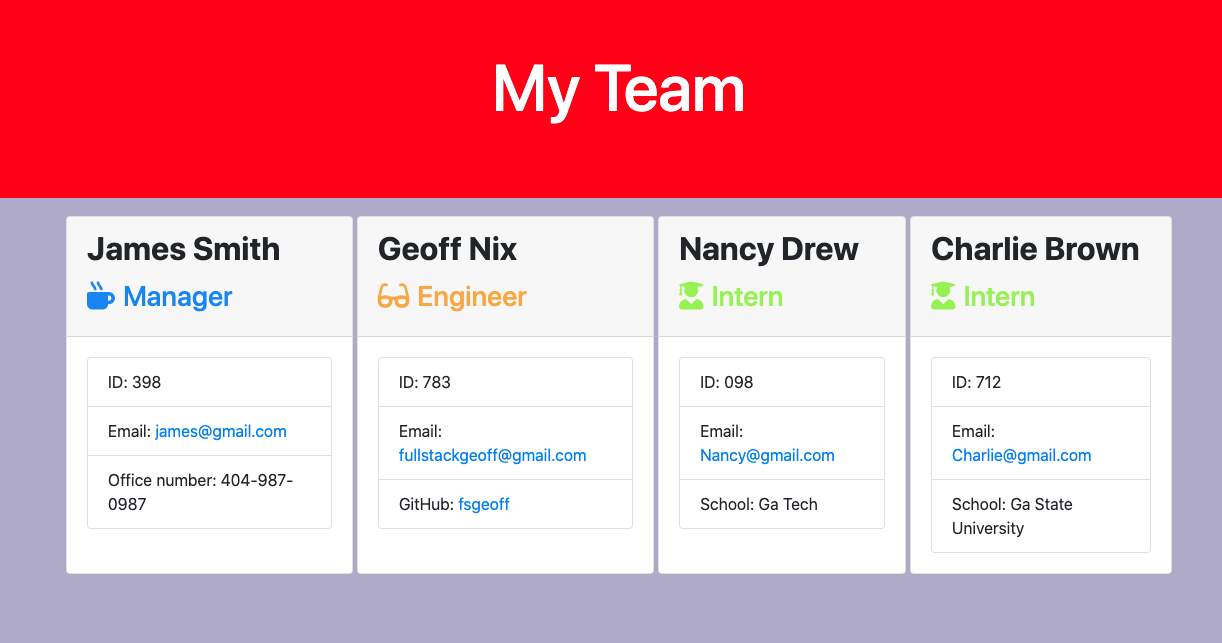 My Team
James Smith
Manager
ID: 398
Email: james@gmail.com
Office number: 404-987-
0987
Geoff Nix
Engineer
ID: 783
Email:
fullstackgeoff@gmail.com
GitHub: fsgeoff
Nancy Drew
Intern
ID: 098
Email:
Nancy@gmail.com
School: Ga Tech
Charlie Brown
Intern
ID: 712
Email:
Charlie@gmail.com
School: Ga State
University